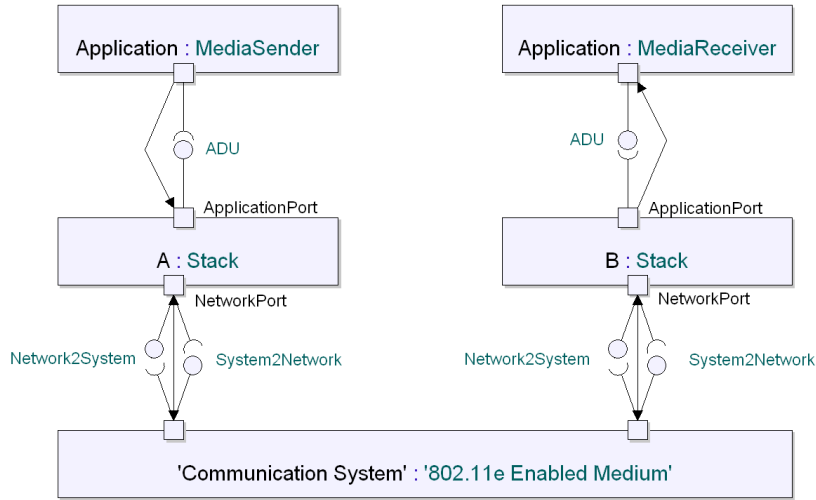 Application : MediaSender
Application : MediaReceiver
ADU
ADU
ApplicationPort
ApplicationPort
A : Stack
B : Stack
NetworkPort
NetworkPort
Network2System
System2Network
Network2System
System2Network
'Communication System' : '802.11e Enabled Medium'